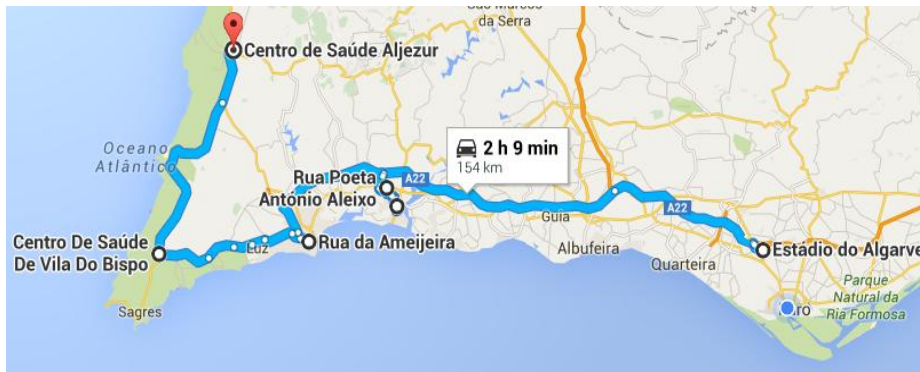 São Marcos
da Serra
Centro de Saúde Aljezur
Oceano
Atlântico
2 h 9 min
154 km
Rua Poeta
António Aleixo
A22
Guia
A22
Centro De Saúde
De Vila Do Bispo
Luz
Rua da Ameijeira
Albufeira
Quarteira
Estádio do Algarve
Sagres
Faro
Parque
Natural da
Ria Formosa